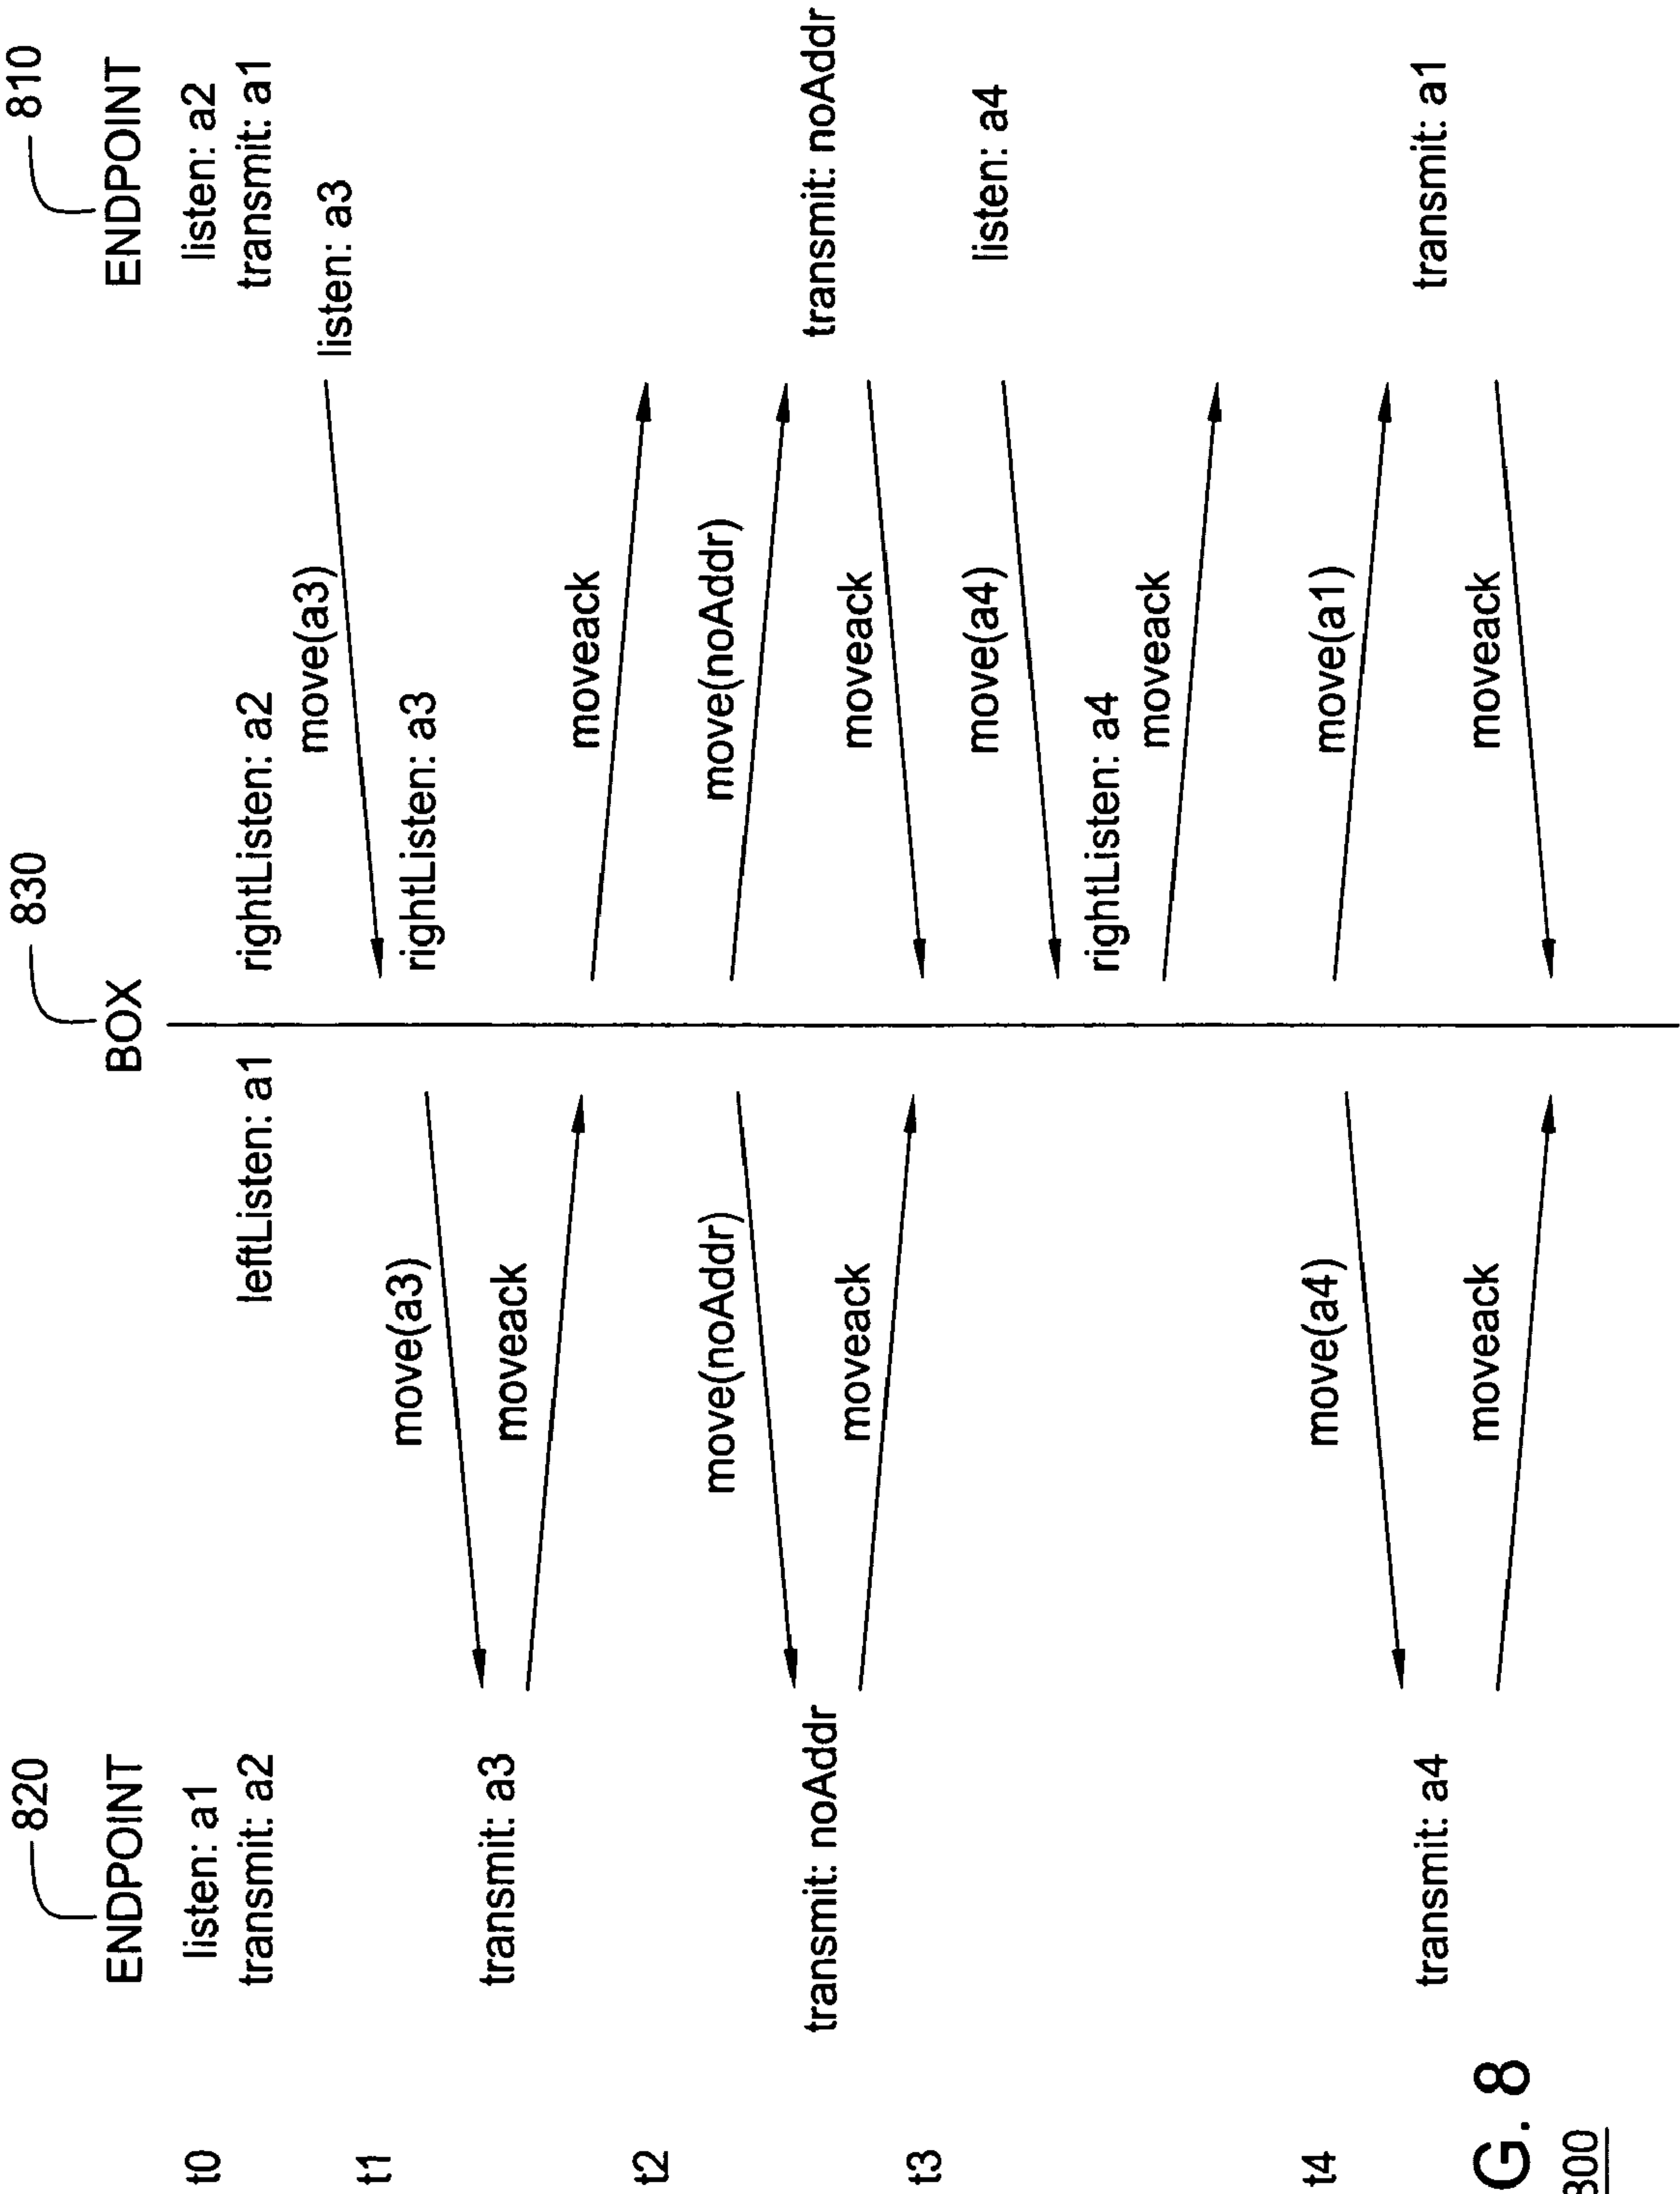 820
830
810
ENDPOINT
BOX
ENDPOINT
t0
listen: a1
listen: a2
transmit: a2
leftListen: a1
rightListen: a2
transmit: a1
move(a3)
listen: a3
t1
move(a3)
rightListen: a3
transmit: a3
moveack
moveack
t2
move(noAddr)
move(noAddr)
transmit: noAddr
moveack
moveack
transmit: noAddr
t3
move(a4)
listen: a4
rightListen: a4
moveack
t4
move(a4)
move(a1)
transmit: a4
transmit: a1
moveack
moveack
G. 8
800